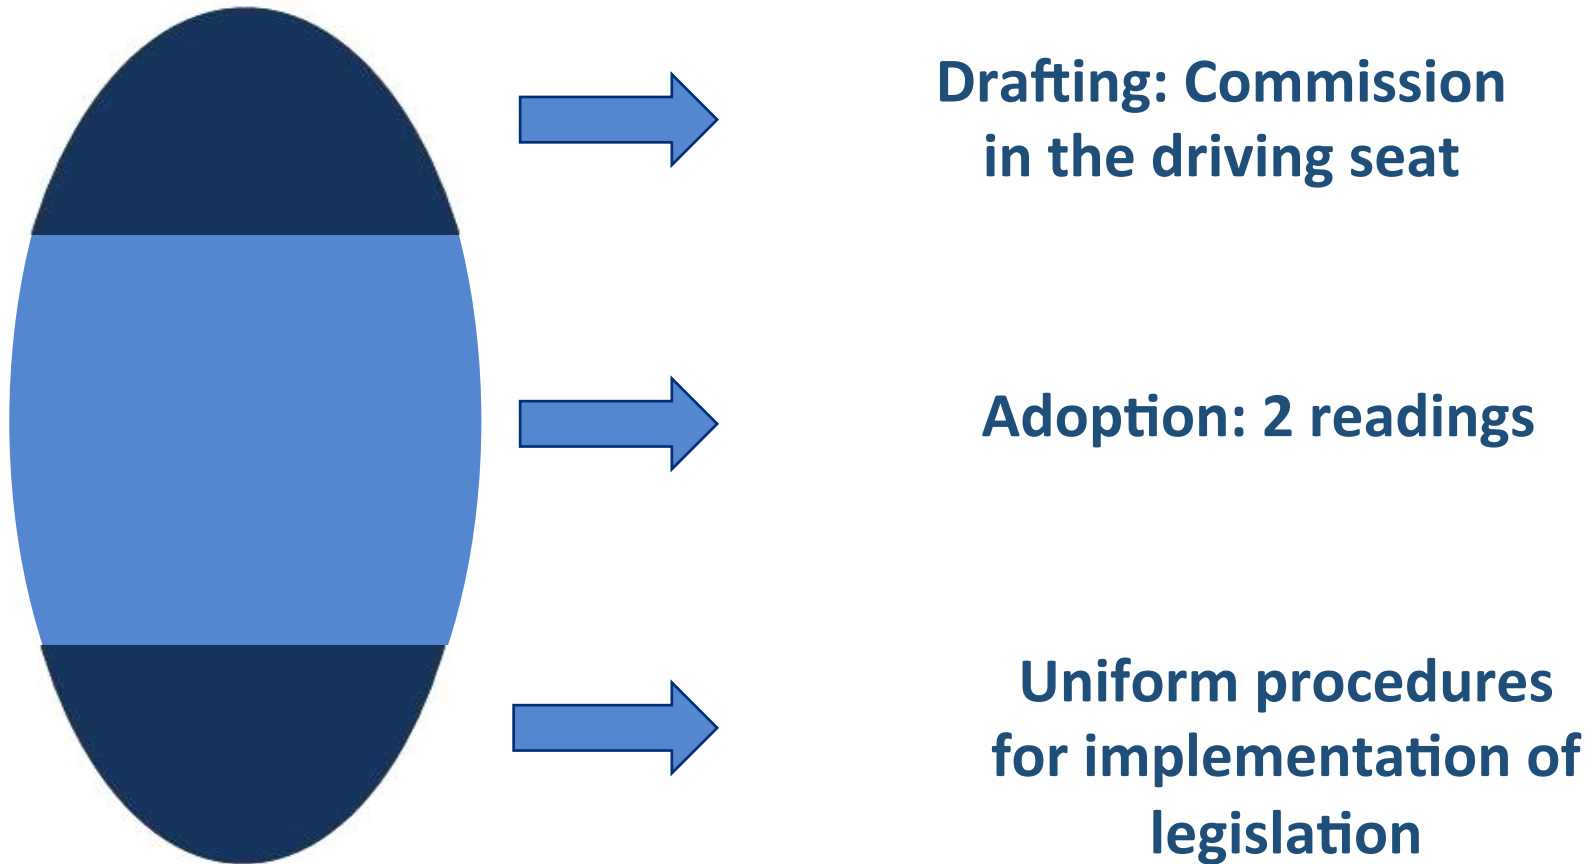 Drafting: Commission
in the driving seat
Adoption: 2 readings
Uniform procedures
for implementation of
legislation